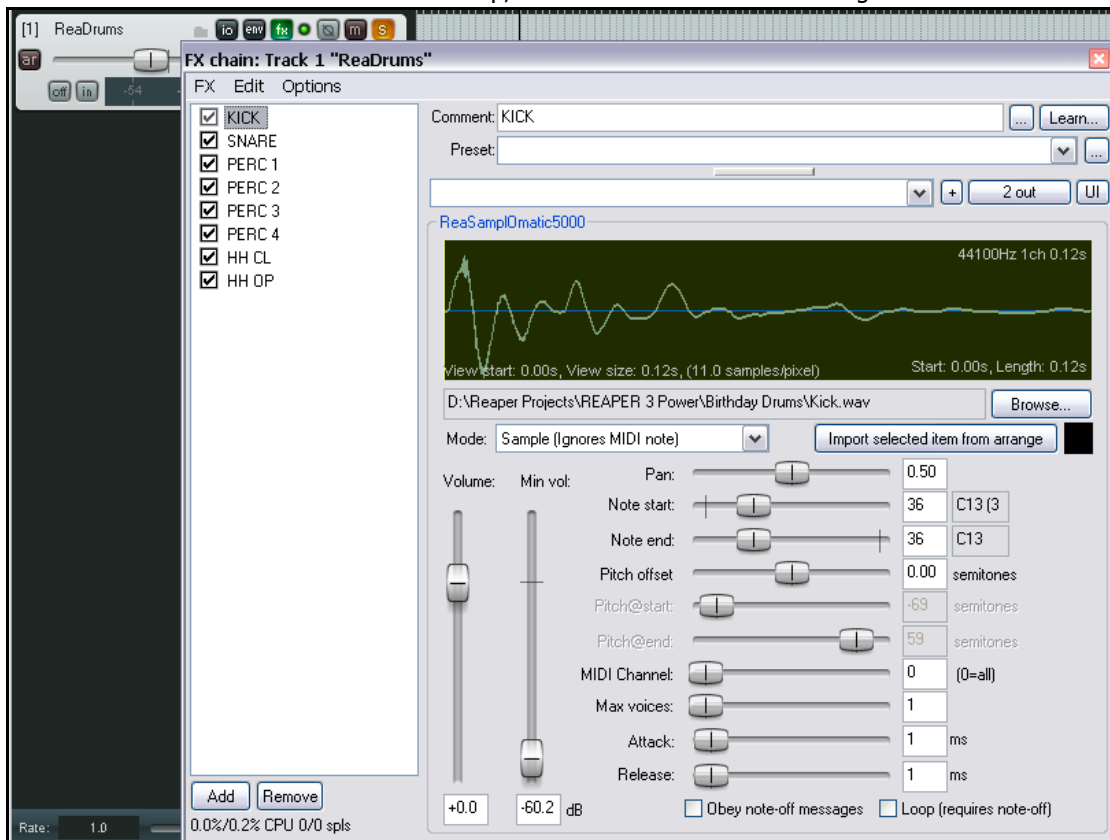 [1] ReaDrums io env fx m S
ar
off in -54
FX chain: Track 1 "ReaDrums"
FX Edit Options
KICK
SNARE
PERC 1
PERC 2
PERC 3
PERC 4
HH CL
HH OP
Comment: KICK ... Learn...
Preset: ...
+ 2 out UI
ReaSamplOmatic5000
44100Hz 1ch 0.12s
View start: 0.00s, View size: 0.12s, (11.0 samples/pixel) Start: 0.00s, Length: 0.12s
D:\Reaper Projects\REAPER 3 Power\Birthday Drums\Kick.wav Browse...
Mode: Sample (Ignores MIDI note) Import selected item from arrange
Volume: Min vol: Pan: 0.50
Note start: 36 C13 (3
Note end: 36 C13
Pitch offset 0.00 semitones
Pitch@start: -69 semitones
Pitch@end: 59 semitones
MIDI Channel: 0 (0=all)
Max voices: 1
Attack: 1 ms
Release: 1 ms
+0.0 -60.2 dB Obey note-off messages Loop (requires note-off)
Add Remove
0.0%/0.2% CPU 0/0 spls
Rate: 1.0